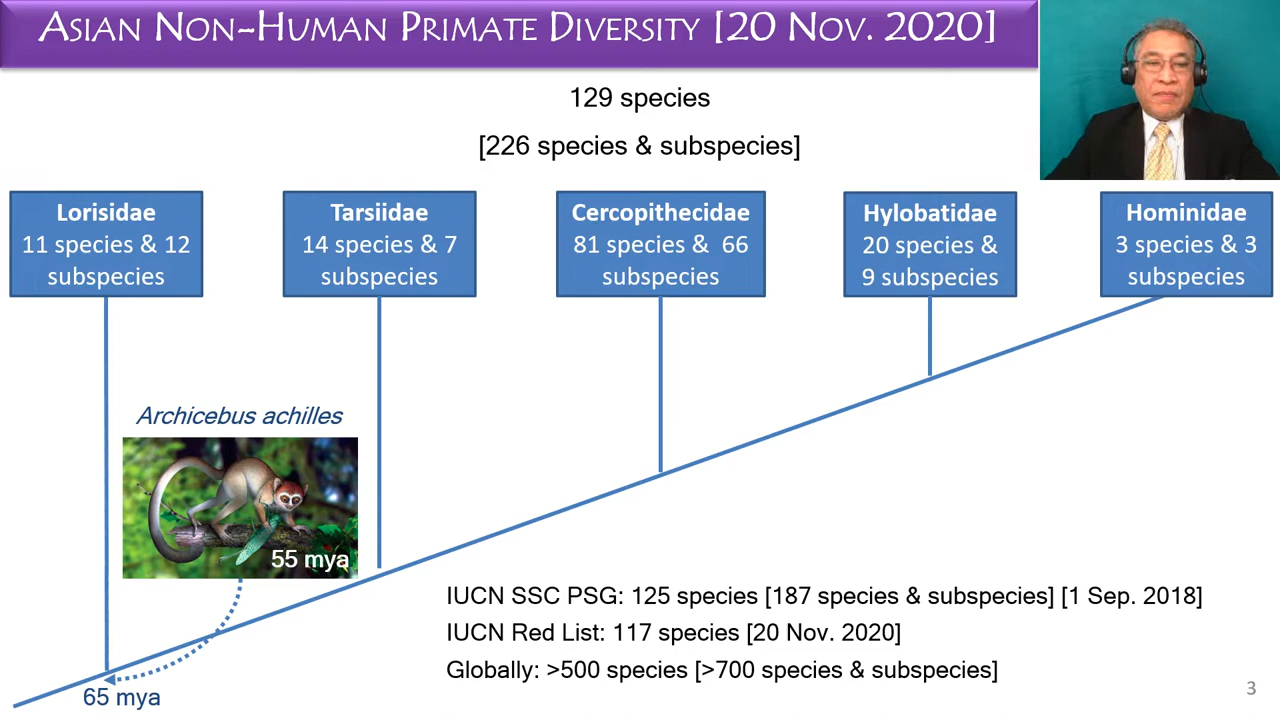 ASIAN NON-HUMAN PRIMATE DIVERSITY [20 NOV. 2020]
129 species
[226 species & subspecies]
Lorisidae
11 species & 12
subspecies
Tarsiidae
14 species & 7
subspecies
Cercopithecidae
81 species &  66
subspecies
Hylobatidae
20 species &
9 subspecies
Hominidae
3 species & 3
subspecies
Archicebus achilles
55 mya
65 mya
IUCN SSC PSG: 125 species [187 species & subspecies] [1 Sep. 2018]
IUCN Red List: 117 species [20 Nov. 2020]
Globally: >500 species [>700 species & subspecies]
3